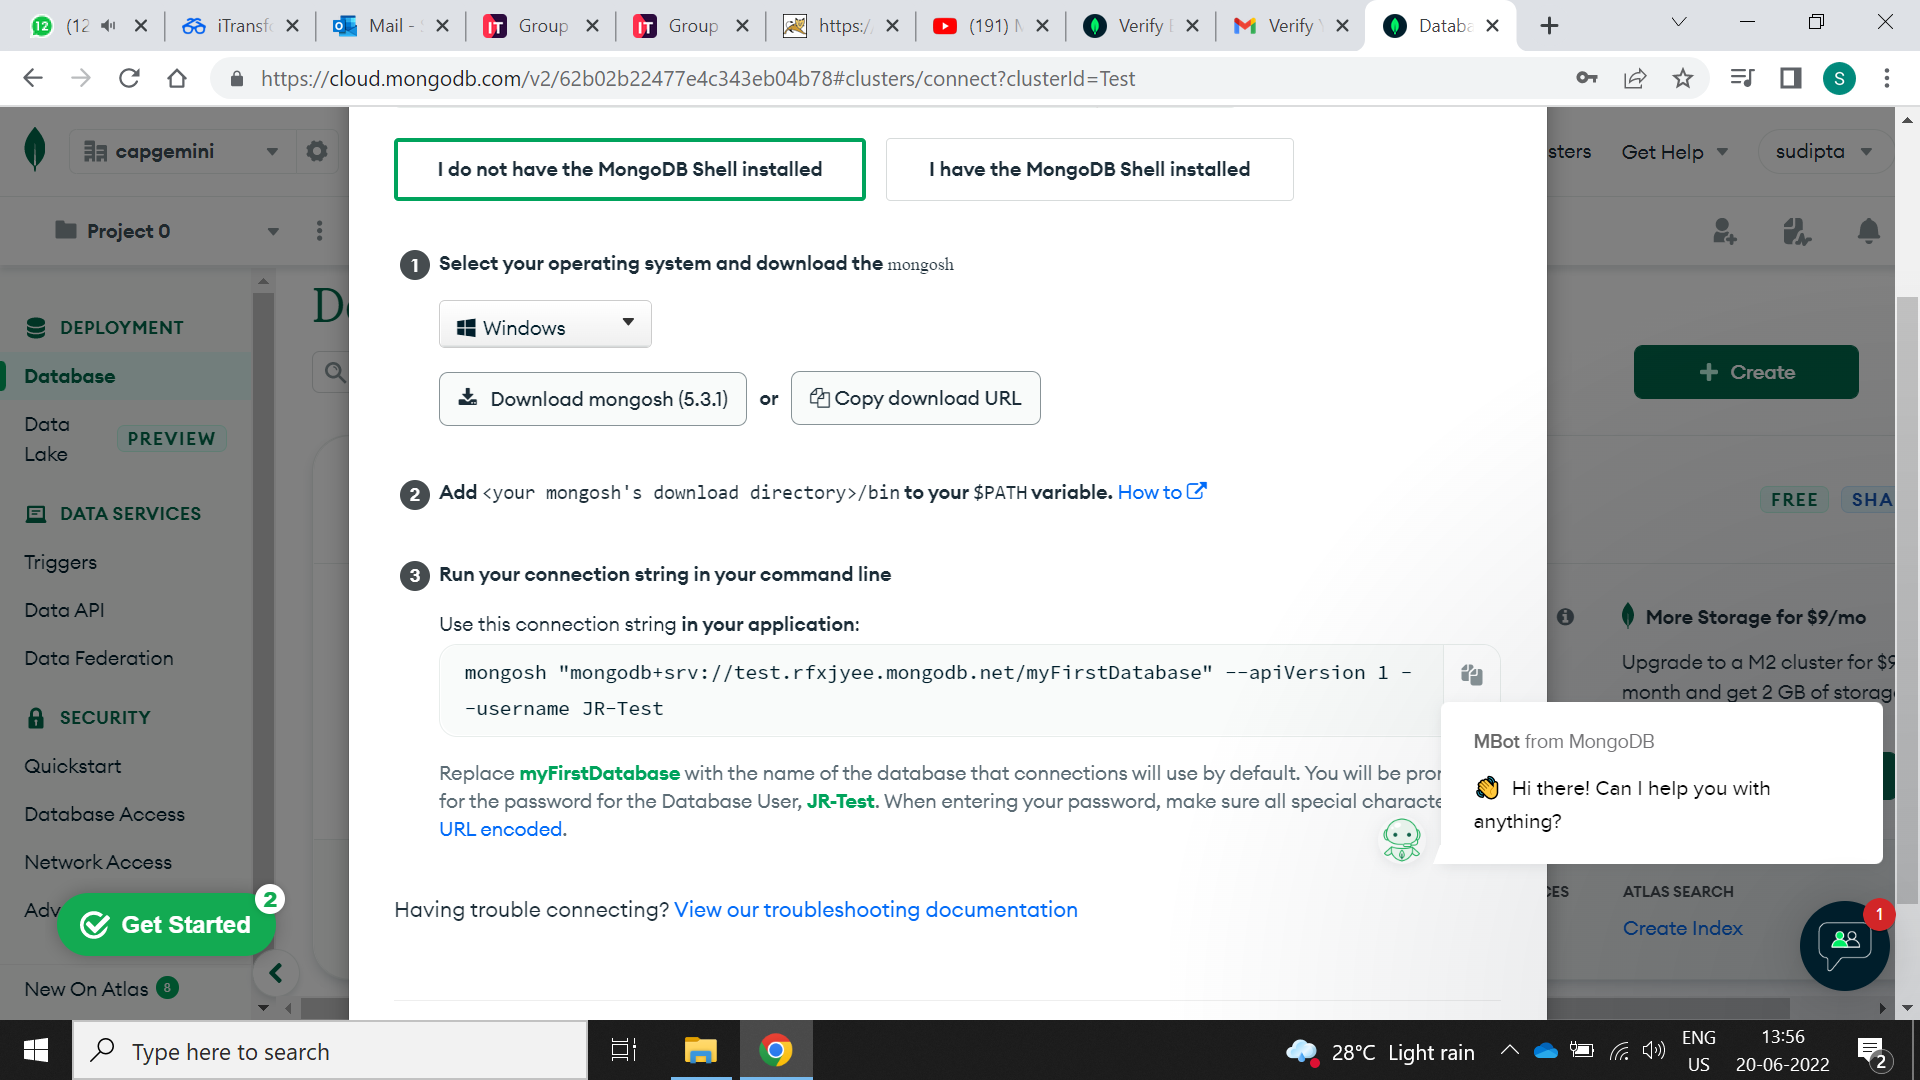 12
(12
iTransf
Mail -
IT
Group
IT
Group
https:/
(191)
Verify
Verify
Databa
https://cloud.mongodb.com/v2/62b02b22477e4c343eb04b78#clusters/connect?clusterId=Test
S
capgemini
sters
Get Help
sudipta
I do not have the MongoDB Shell installed
I have the MongoDB Shell installed
Project 0
1 Select your operating system and download the mongosh
Windows
Download mongosh (5.3.1)
or
Copy download URL
DEPLOYMENT
Database
Data Lake
PREVIEW
DATA SERVICES
Triggers
Data API
Data Federation
SECURITY
Quickstart
Database Access
Network Access
Adv
Get Started
2
New On Atlas 8
+ Create
2 Add <your mongosh's download directory>/bin to your $PATH variable. How to
FREE
SHA
3 Run your connection string in your command line
Use this connection string in your application:
mongosh "mongodb+srv://test.rfxjyee.mongodb.net/myFirstDatabase" --apiVersion 1 -
-username JR-Test
Replace myFirstDatabase with the name of the database that connections will use by default. You will be pro
for the password for the Database User, JR-Test. When entering your password, make sure all special characte
URL encoded.
Having trouble connecting? View our troubleshooting documentation
More Storage for $9/mo
Upgrade to a M2 cluster for $9
month and get 2 GB of storag
MBot from MongoDB
Hi there! Can I help you with
anything?
CES
ATLAS SEARCH
Create Index
1
Type here to search
28°C Light rain
ENG
US
13:56
20-06-2022
2